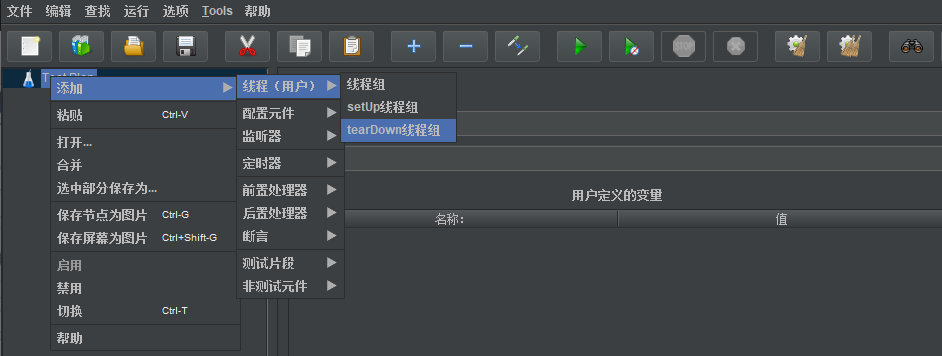 文件 编辑 查找 运行 选项 Tools 帮助
Test Plan
添加
粘贴 Ctrl-V
打开...
合并
选中部分保存为...
保存节点为图片 Ctrl-G
保存屏幕为图片 Ctrl+Shift-G
启用
禁用
切换 Ctrl-T
帮助
线程（用户）
配置元件
监听器
定时器
前置处理器
后置处理器
断言
测试片段
非测试元件
线程组
setUp线程组
tearDown线程组
用户定义的变量
名称: 值
STOP